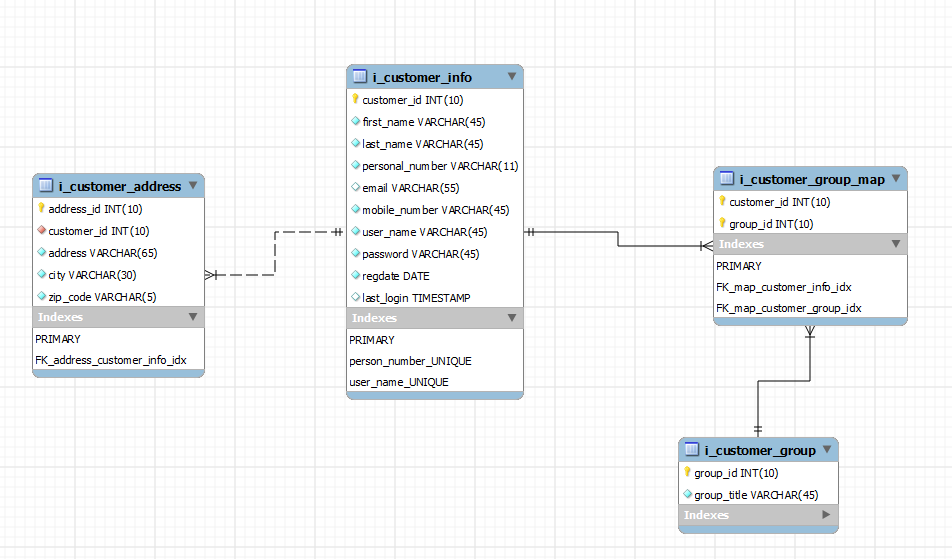 i_customer_info
customer_id INT(10)
first_name VARCHAR(45)
last_name VARCHAR(45)
personal_number VARCHAR(11)
email VARCHAR(55)
mobile_number VARCHAR(45)
user_name VARCHAR(45)
password VARCHAR(45)
regdate DATE
last_login TIMESTAMP
Indexes
PRIMARY
person_number_UNIQUE
user_name_UNIQUE
i_customer_address
address_id INT(10)
customer_id INT(10)
address VARCHAR(65)
city VARCHAR(30)
zip_code VARCHAR(5)
Indexes
PRIMARY
FK_address_customer_info_idx
i_customer_group_map
customer_id INT(10)
group_id INT(10)
Indexes
PRIMARY
FK_map_customer_info_idx
FK_map_customer_group_idx
i_customer_group
group_id INT(10)
group_title VARCHAR(45)
Indexes